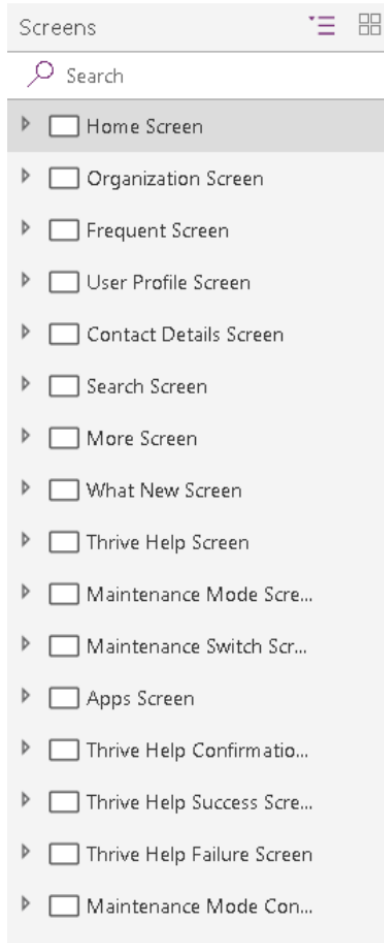 Screens
Search
Home Screen
Organization Screen
Frequent Screen
User Profile Screen
Contact Details Screen
Search Screen
More Screen
What New Screen
Thrive Help Screen
Maintenance Mode Scre...
Maintenance Switch Scr...
Apps Screen
Thrive Help Confirmatio...
Thrive Help Success Scre...
Thrive Help Failure Screen
Maintenance Mode Con...